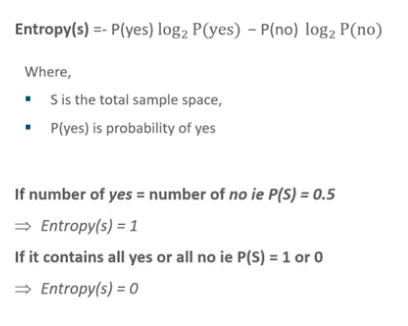 Entropy(s) =- P(yes) log₂ P(yes) − P(no) log₂ P(no)
Where,
▪ S is the total sample space,
▪ P(yes) is probability of yes
If number of yes = number of no ie P(S) = 0.5
⇒ Entropy(s) = 1
If it contains all yes or all no ie P(S) = 1 or 0
⇒ Entropy(s) = 0